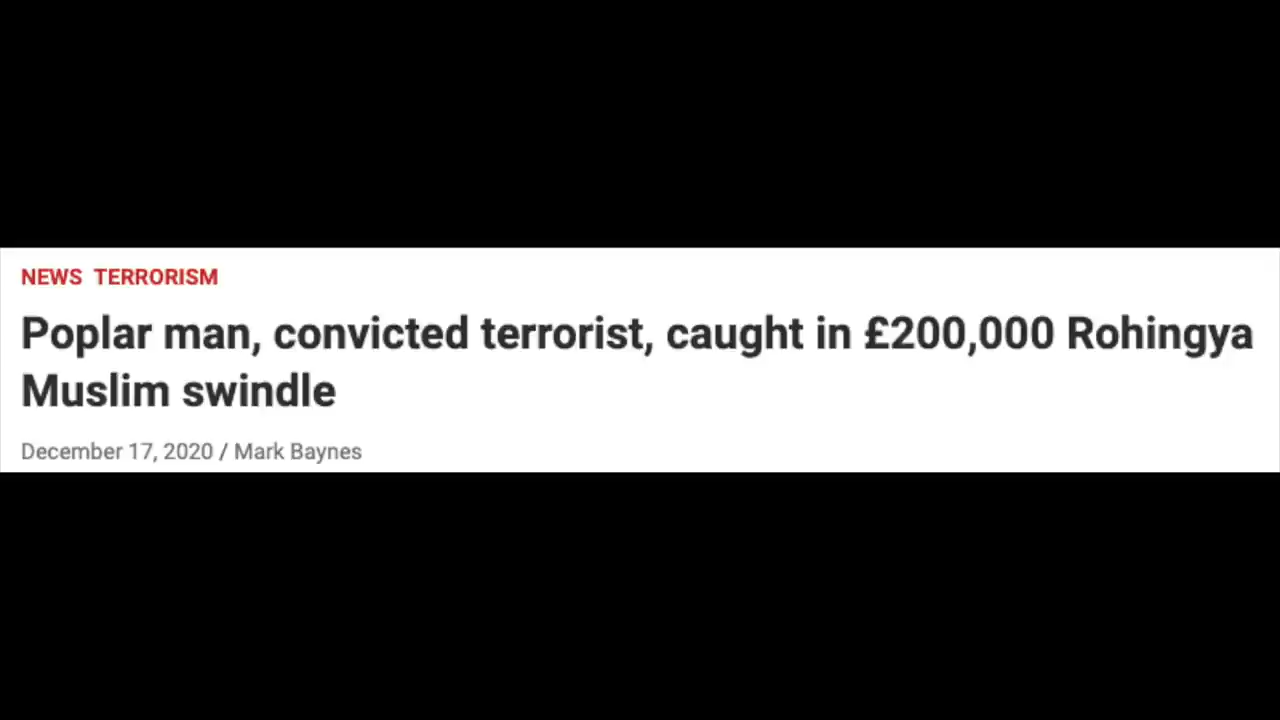 NEWS TERRORISM
Poplar man, convicted terrorist, caught in £200,000 Rohingya
Muslim swindle
December 17, 2020 / Mark Baynes